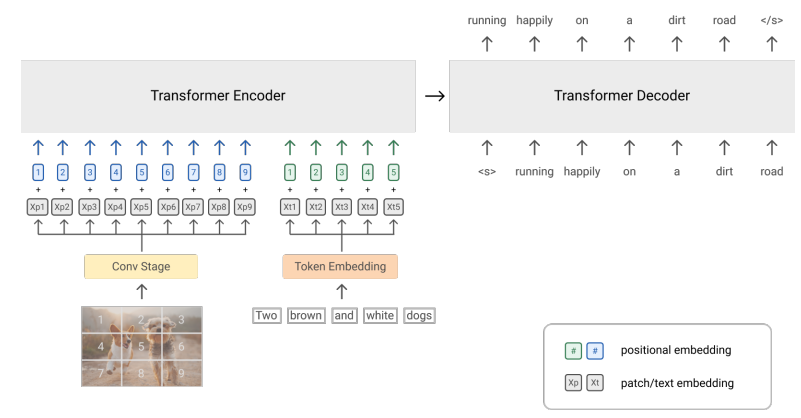 running happily on a dirt road </s>
Transformer Encoder
Transformer Decoder
1 2 3 4 5 6 7 8 9
1 2 3 4 5
<s> running happily on a dirt road
+ + + + + + + + +
+ + + + +
Xp1 Xp2 Xp3 Xp4 Xp5 Xp6 Xp7 Xp8 Xp9
Xt1 Xt2 Xt3 Xt4 Xt5
Conv Stage
Token Embedding
Two brown and white dogs
1 2 3
4 5 6
7 8 9
# # positional embedding
Xp Xt patch/text embedding